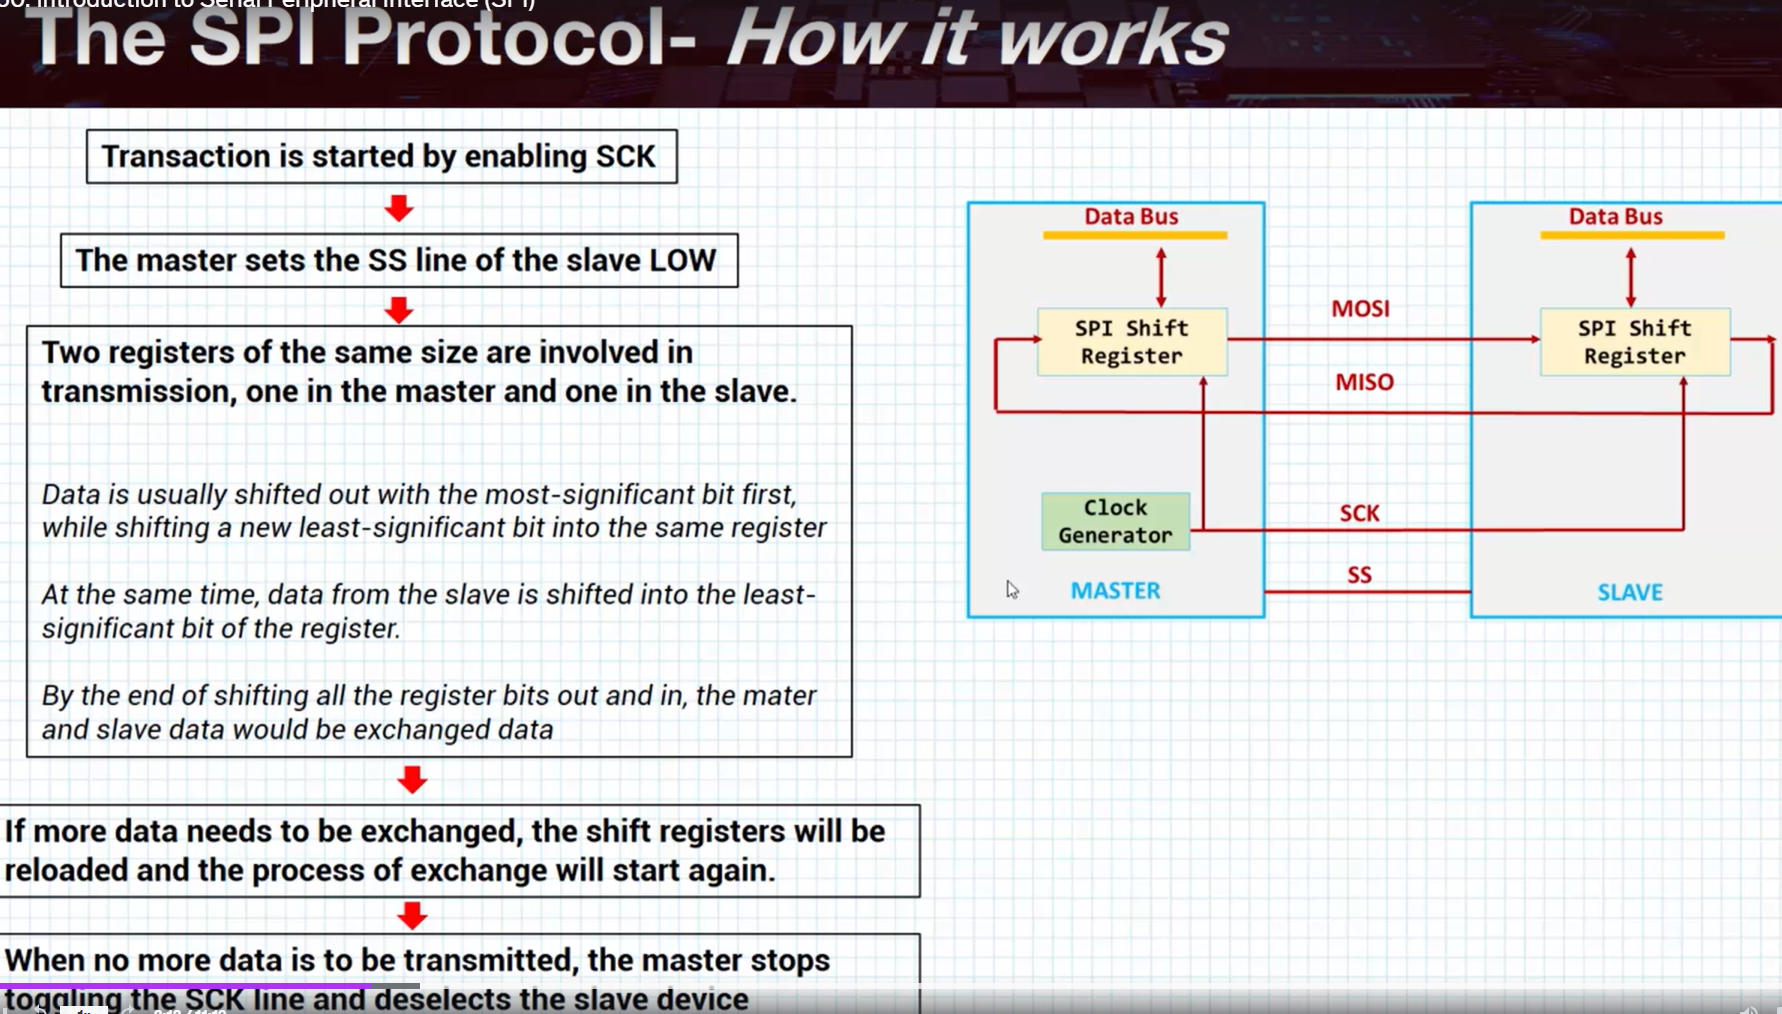 Introduction to Serial Peripheral Interface (SPI)
The SPI Protocol- How it works
Transaction is started by enabling SCK
The master sets the SS line of the slave LOW
Two registers of the same size are involved in
transmission, one in the master and one in the slave.
Data is usually shifted out with the most-significant bit first,
while shifting a new least-significant bit into the same register
At the same time, data from the slave is shifted into the least-
significant bit of the register.
By the end of shifting all the register bits out and in, the mater
and slave data would be exchanged data
If more data needs to be exchanged, the shift registers will be
reloaded and the process of exchange will start again.
When no more data is to be transmitted, the master stops
toggling the SCK line and deselects the slave device
Data Bus
SPI Shift
Register
Clock
Generator
MASTER
MOSI
MISO
SCK
SS
Data Bus
SPI Shift
Register
SLAVE